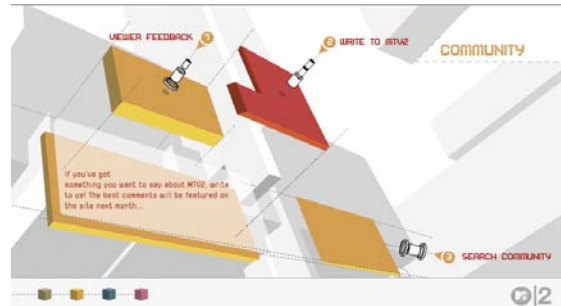 VIEWER FEEDBACK
1
2 WRITE TO MTV2
COMMUNITY
If you've got
something you want to say about MTV2, write
to us! The best comments will be featured on
the site next month...
3 SEARCH COMMUNITY
2